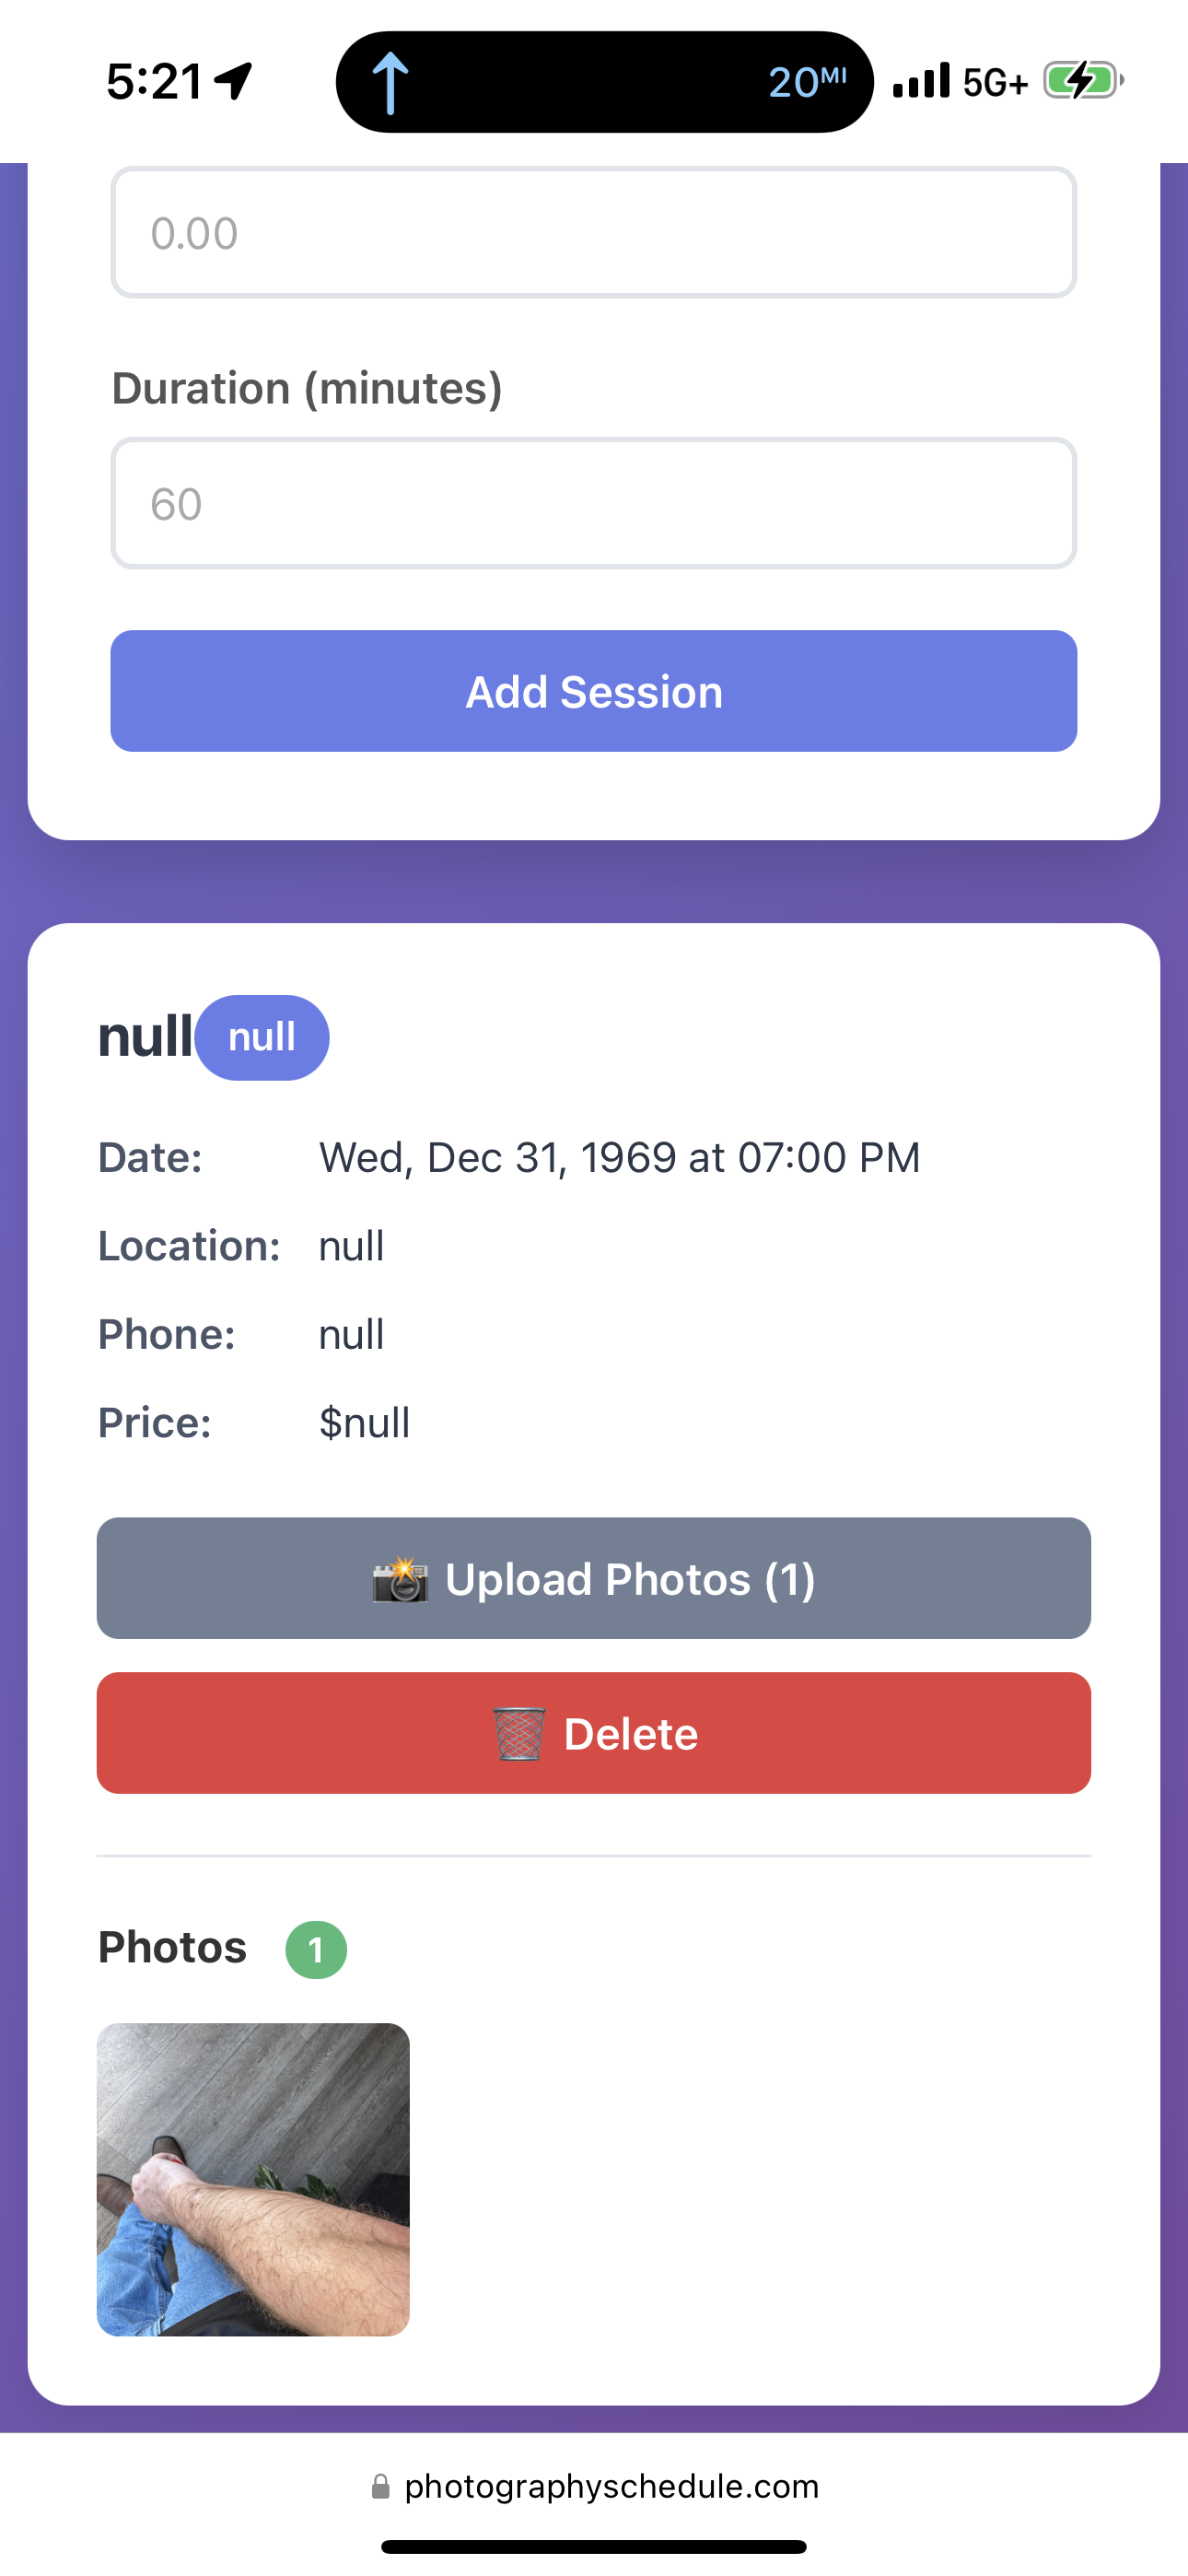 5:21
20MI
5G+
0.00
Duration (minutes)
60
Add Session
null null
Date: Wed, Dec 31, 1969 at 07:00 PM
Location: null
Phone: null
Price: $null
📸 Upload Photos (1)
🗑️ Delete
Photos 1
photographyschedule.com